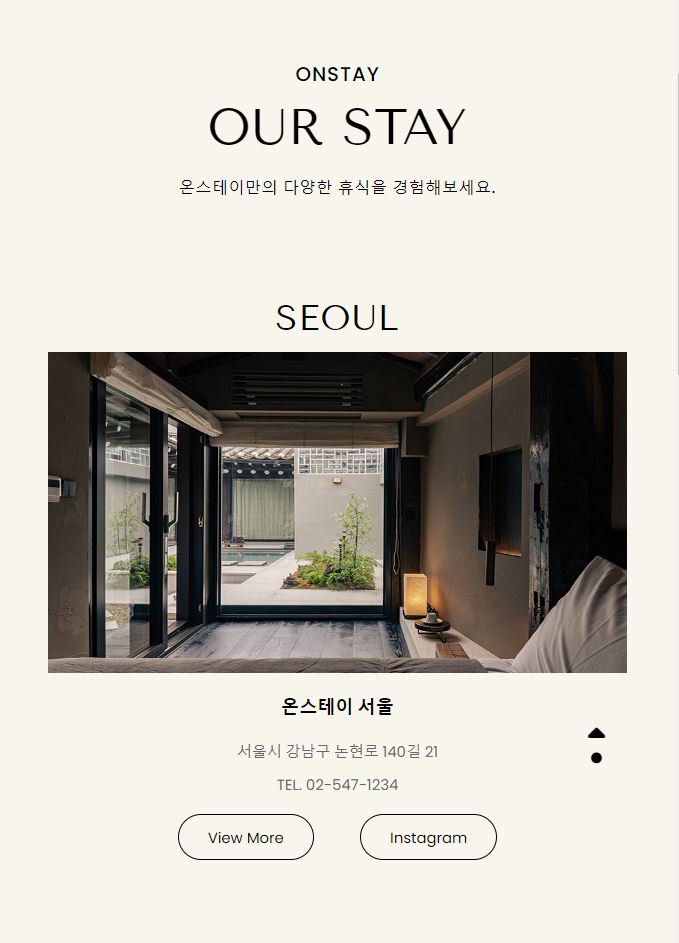 ONSTAY
OUR STAY
온스테이만의 다양한 휴식을 경험해보세요.
SEOUL
온스테이 서울
서울시 강남구 논현로 140길 21
TEL. 02-547-1234
View More
Instagram